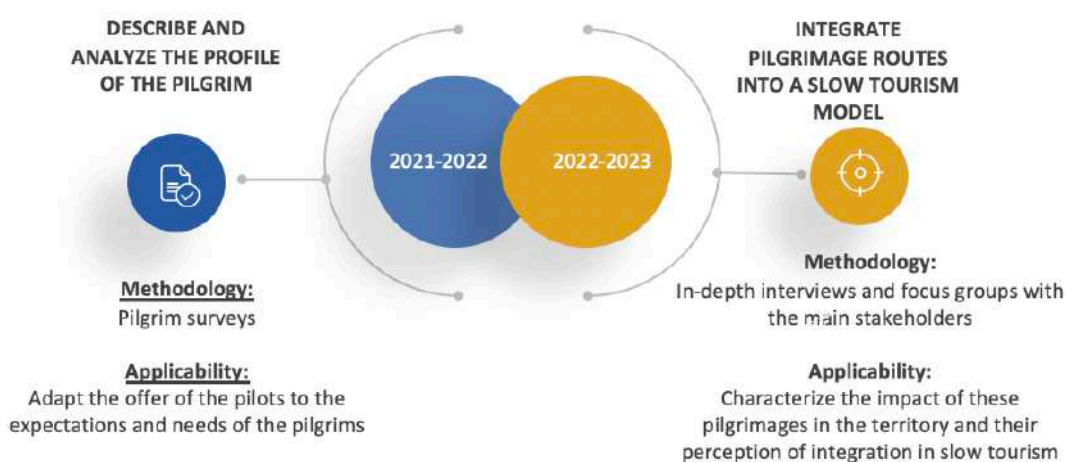 DESCRIBE AND
ANALYZE THE PROFILE
OF THE PILGRIM
2021-2022
Methodology:
Pilgrim surveys
Applicability:
Adapt the offer of the pilots to the
expectations and needs of the pilgrims
2022-2023
INTEGRATE
PILGRIMAGE ROUTES
INTO A SLOW TOURISM
MODEL
Methodology:
In-depth interviews and focus groups with
the main stakeholders
Applicability:
Characterize the impact of these
pilgrimages in the territory and their
perception of integration in slow tourism